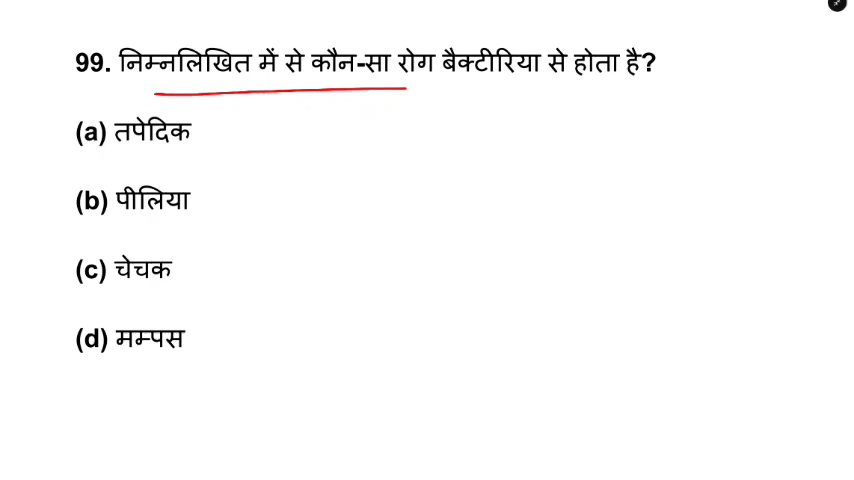 99. निम्नलिखित में से कौन-सा रोग बैक्टीरिया से होता है?
(a) तपेदिक
(b) पीलिया
(c) चेचक
(d) मम्पस